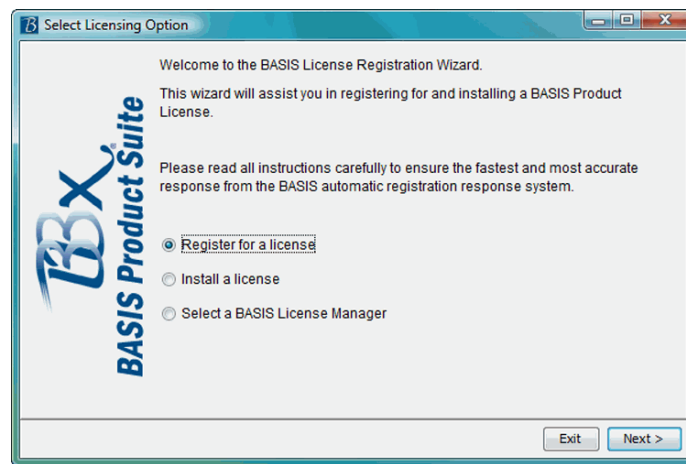 Select Licensing Option
Welcome to the BASIS License Registration Wizard.
This wizard will assist you in registering for and installing a BASIS Product
License.
Please read all instructions carefully to ensure the fastest and most accurate
response from the BASIS automatic registration response system.
BBx®
BASIS Product Suite
Register for a license
Install a license
Select a BASIS License Manager
Exit
Next >